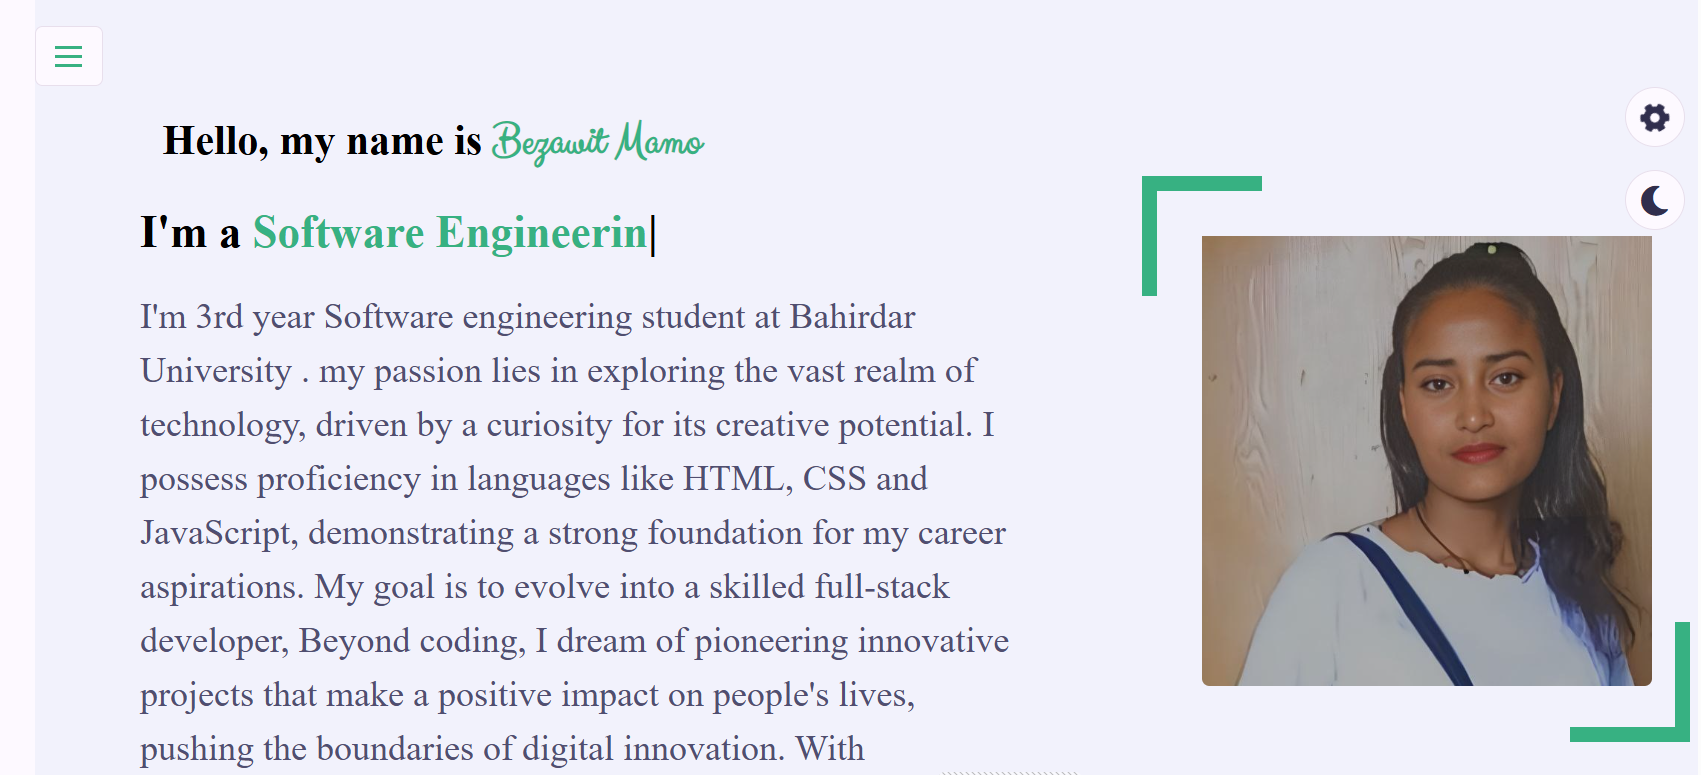 Hello, my name is Bezawit Mamo
I'm a Software Engineerin|
I'm 3rd year Software engineering student at Bahirdar
University . my passion lies in exploring the vast realm of
technology, driven by a curiosity for its creative potential. I
possess proficiency in languages like HTML, CSS and
JavaScript, demonstrating a strong foundation for my career
aspirations. My goal is to evolve into a skilled full-stack
developer, Beyond coding, I dream of pioneering innovative
projects that make a positive impact on people's lives,
pushing the boundaries of digital innovation. With